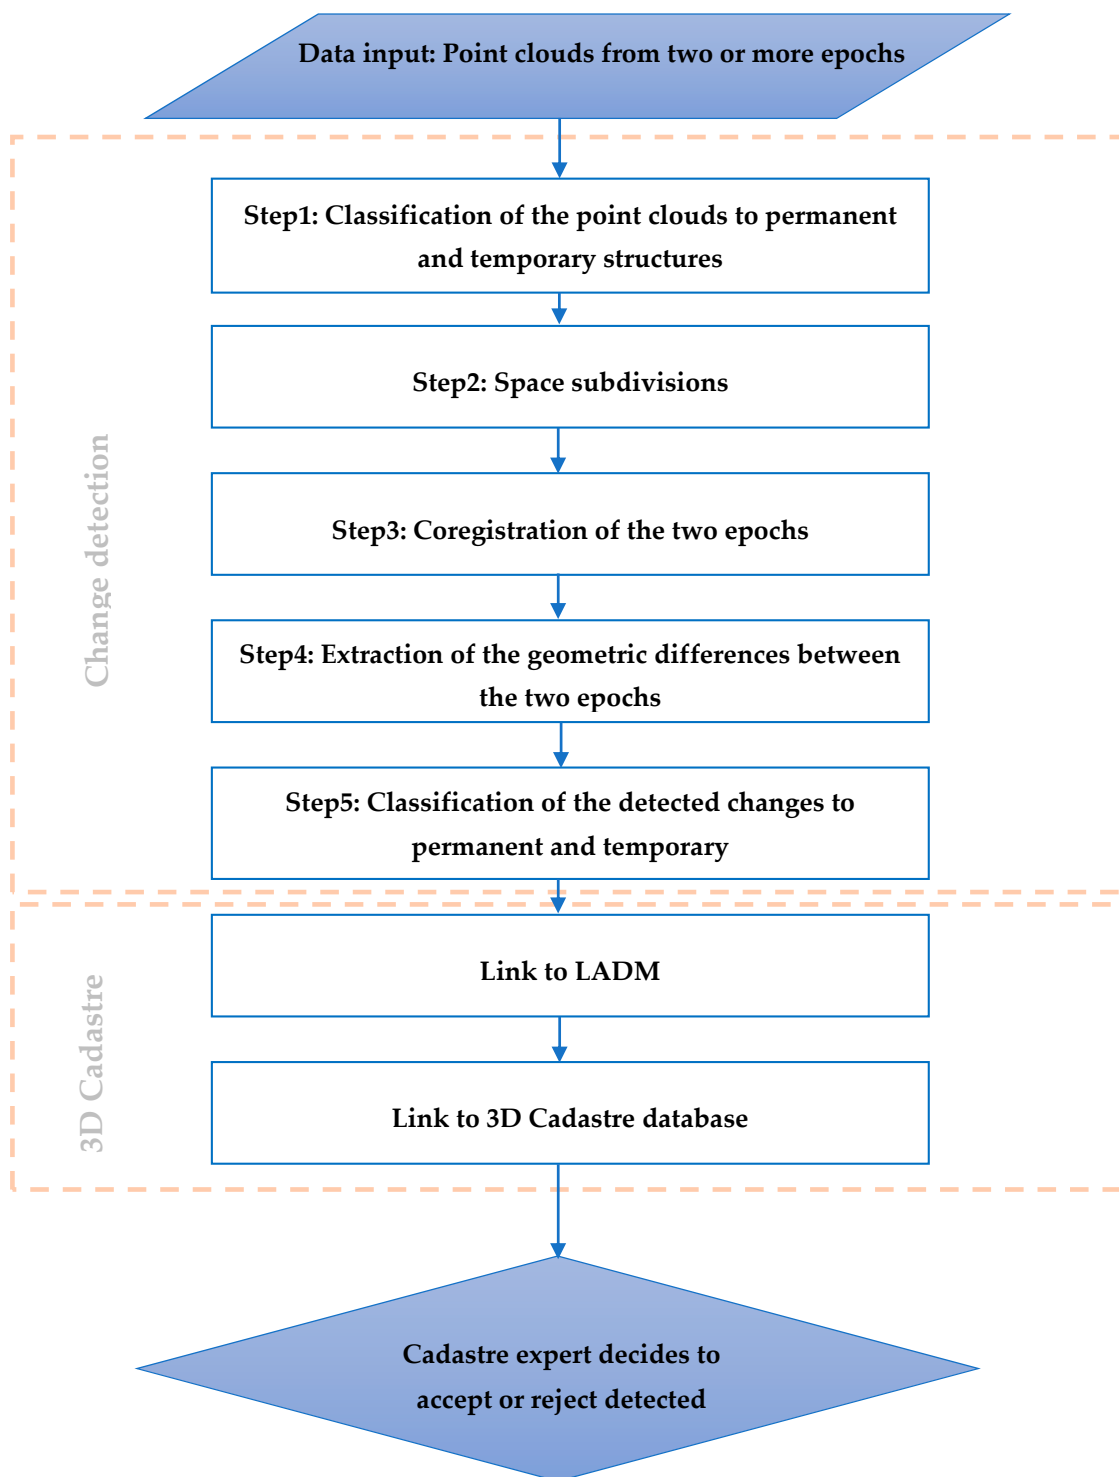 Data input: Point clouds from two or more epochs
Step1: Classification of the point clouds to permanent
and temporary structures
Step2: Space subdivisions
Step3: Coregistration of the two epochs
Step4: Extraction of the geometric differences between
the two epochs
Step5: Classification of the detected changes to
permanent and temporary
Change detection
Link to LADM
Link to 3D Cadastre database
3D Cadastre
Cadastre expert decides to
accept or reject detected